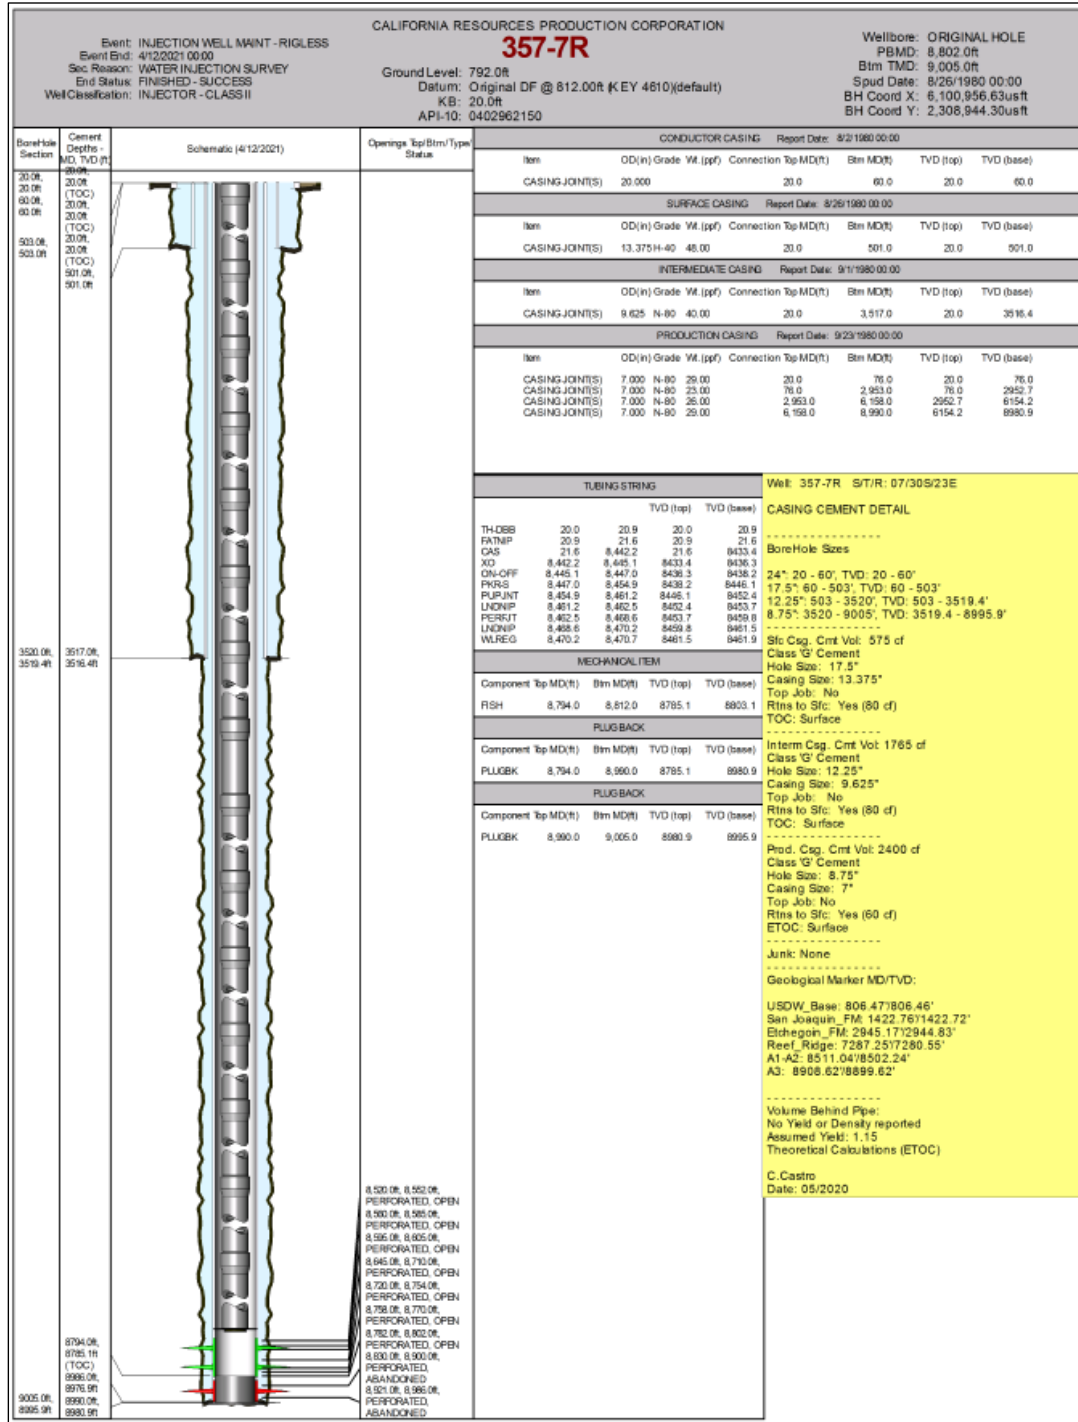 CALIFORNIA RESOURCES PRODUCTION CORPORATION
357-7R
Event: INJECTION WELL MAINT - RIGLESS
Event End: 4/12/2021 00:00
Sec. Reason: WATER INJECTION SURVEY
End Status: FINISHED - SUCCESS
Well Classification: INJECTOR - CLASS II
Ground Level: 792.0ft
Datum: Original DF @ 812.00ft (KEY 4610)(default)
KB: 20.0ft
API-10: 0402962150
Wellbore: ORIGINAL HOLE
PBMD: 8,802.0ft
Btm TMD: 9,005.0ft
Spud Date: 8/26/1980 00:00
BH Coord X: 6,100,956.63usft
BH Coord Y: 2,308,944.30usft
BoreHole Section
Cement Depths - MD, TVD (ft)
Schematic (4/12/2021)
Openings Top/Btm/Type/Status
20.0ft,
20.0ft
60.0ft,
60.0ft
503.0ft,
503.0ft
3520.0ft,
3519.4ft
9005.0ft,
8995.9ft
20.0ft,
20.0ft
(TOC)
20.0ft,
20.0ft
(TOC)
20.0ft,
20.0ft
(TOC)
501.0ft,
501.0ft
3517.0ft,
3516.4ft
8794.0ft,
8785.1ft
(TOC)
8986.0ft,
8976.9ft
8990.0ft,
8980.9ft
8,520.0ft, 8,552.0ft,
PERFORATED, OPEN
8,560.0ft, 8,585.0ft,
PERFORATED, OPEN
8,595.0ft, 8,605.0ft,
PERFORATED, OPEN
8,645.0ft, 8,710.0ft,
PERFORATED, OPEN
8,720.0ft, 8,754.0ft,
PERFORATED, OPEN
8,758.0ft, 8,770.0ft,
PERFORATED, OPEN
8,782.0ft, 8,802.0ft,
PERFORATED, OPEN
8,830.0ft, 8,900.0ft,
PERFORATED,
ABANDONED
8,921.0ft, 8,986.0ft,
PERFORATED,
ABANDONED
CONDUCTOR CASING Report Date: 8/2/1980 00:00
Item OD(in) Grade Wt.(ppf) Connection Top MD(ft) Btm MD(ft) TVD (top) TVD (base)
CASING JOINT(S) 20.000 20.0 60.0 20.0 60.0
SURFACE CASING Report Date: 8/26/1980 00:00
Item OD(in) Grade Wt.(ppf) Connection Top MD(ft) Btm MD(ft) TVD (top) TVD (base)
CASING JOINT(S) 13.375 H-40 48.00 20.0 501.0 20.0 501.0
INTERMEDIATE CASING Report Date: 9/1/1980 00:00
Item OD(in) Grade Wt.(ppf) Connection Top MD(ft) Btm MD(ft) TVD (top) TVD (base)
CASING JOINT(S) 9.625 N-80 40.00 20.0 3,517.0 20.0 3516.4
PRODUCTION CASING Report Date: 9/23/1980 00:00
Item OD(in) Grade Wt.(ppf) Connection Top MD(ft) Btm MD(ft) TVD (top) TVD (base)
CASING JOINT(S) 7.000 N-80 29.00 20.0 76.0 20.0 76.0
CASING JOINT(S) 7.000 N-80 23.00 76.0 2,953.0 76.0 2952.7
CASING JOINT(S) 7.000 N-80 26.00 2,953.0 6,158.0 2952.7 6154.2
CASING JOINT(S) 7.000 N-80 29.00 6,158.0 8,990.0 6154.2 8980.9
TUBING STRING
TVD (top) TVD (base)
TH-DBB 20.0 20.9 20.0 20.9
FATNIP 20.9 21.6 20.9 21.6
CAS 21.6 8,442.2 21.6 8433.4
XO 8,442.2 8,445.1 8433.4 8436.3
ON-OFF 8,445.1 8,447.0 8436.3 8438.2
PKR-S 8,447.0 8,454.9 8438.2 8446.1
PUPJNT 8,454.9 8,461.2 8446.1 8452.4
LNDNIP 8,461.2 8,462.5 8452.4 8453.7
PERFJT 8,462.5 8,468.6 8453.7 8459.8
LNDNIP 8,468.6 8,470.2 8459.8 8461.5
WLREG 8,470.2 8,470.7 8461.5 8461.9
MECHANICAL ITEM
Component Top MD(ft) Btm MD(ft) TVD (top) TVD (base)
FISH 8,794.0 8,812.0 8785.1 8803.1
PLUG BACK
Component Top MD(ft) Btm MD(ft) TVD (top) TVD (base)
PLUGBK 8,794.0 8,990.0 8785.1 8980.9
PLUG BACK
Component Top MD(ft) Btm MD(ft) TVD (top) TVD (base)
PLUGBK 8,990.0 9,005.0 8980.9 8995.9
Well: 357-7R S/T/R: 07/30S/23E
CASING CEMENT DETAIL
- - - - - - - - - - - - - - - -
BoreHole Sizes
24": 20 - 60', TVD: 20 - 60'
17.5": 60 - 503', TVD: 60 - 503'
12.25": 503 - 3520', TVD: 503 - 3519.4'
8.75": 3520 - 9005', TVD: 3519.4 - 8995.9'
- - - - - - - - - - - - - - - -
Sfc Csg. Cmt Vol: 575 cf
Class 'G' Cement
Hole Size: 17.5"
Casing Size: 13.375"
Top Job: No
Rtns to Sfc: Yes (80 cf)
TOC: Surface
- - - - - - - - - - - - - - - -
Interm Csg. Cmt Vol: 1765 cf
Class 'G' Cement
Hole Size: 12.25"
Casing Size: 9.625"
Top Job: No
Rtns to Sfc: Yes (80 cf)
TOC: Surface
- - - - - - - - - - - - - - - -
Prod. Csg. Cmt Vol: 2400 cf
Class 'G' Cement
Hole Size: 8.75"
Casing Size: 7"
Top Job: No
Rtns to Sfc: Yes (60 cf)
ETOC: Surface
- - - - - - - - - - - - - - - -
Junk: None
- - - - - - - - - - - - - - - -
Geological Marker MD/TVD:
USDW_Base: 806.47'/806.46'
San Joaquin_FM: 1422.76'/1422.72'
Etchegoin_FM: 2945.17'/2944.83'
Reef_Ridge: 7287.25'/7280.55'
A1-A2: 8511.04'/8502.24'
A3: 8908.62'/8899.62'
- - - - - - - - - - - - - - - -
Volume Behind Pipe:
No Yield or Density reported
Assumed Yield: 1.15
Theoretical Calculations (ETOC)
C.Castro
Date: 05/2020